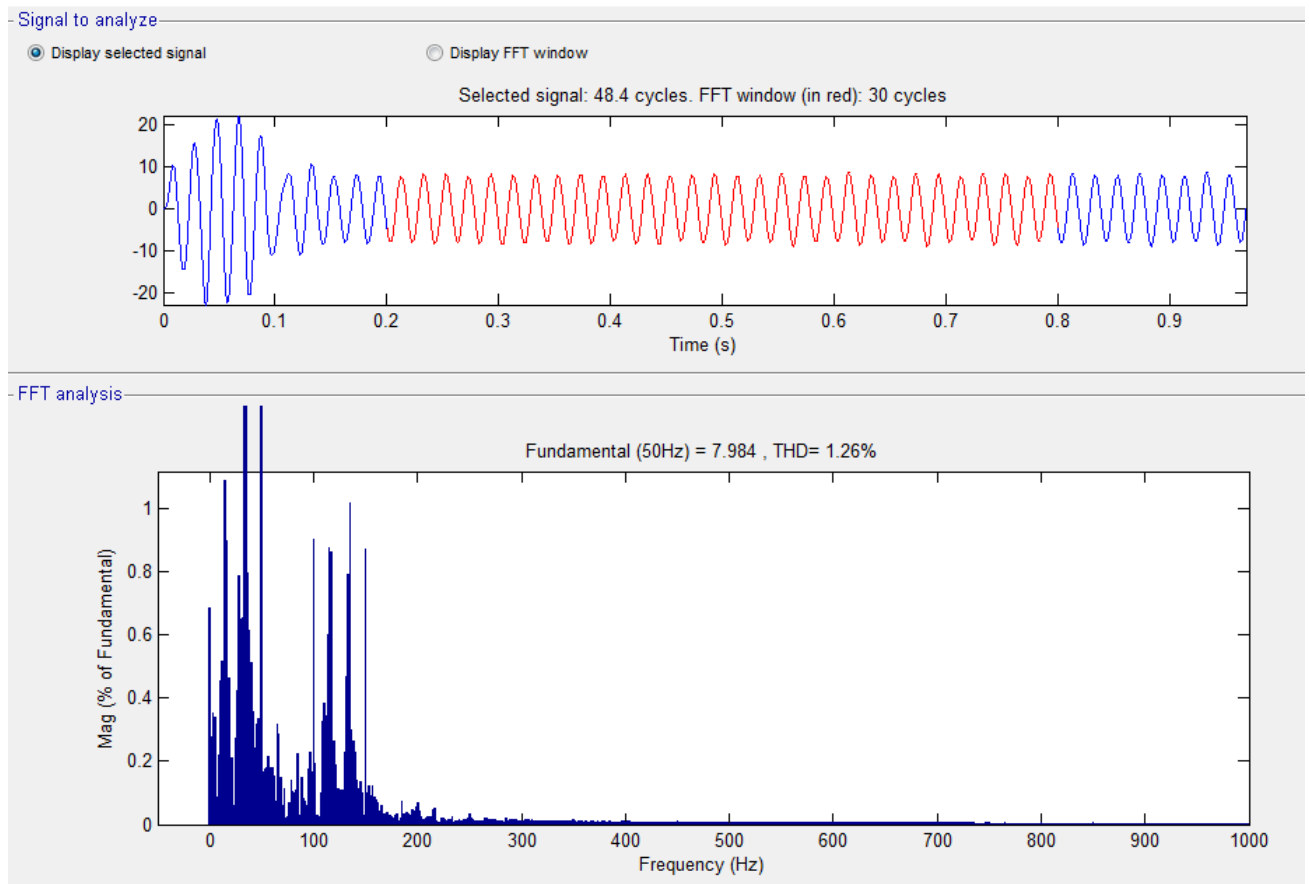 Signal to analyze
Display selected signal
Display FFT window
Selected signal: 48.4 cycles. FFT window (in red): 30 cycles
20
10
0
-10
-20
0 0.1 0.2 0.3 0.4 0.5 0.6 0.7 0.8 0.9
Time (s)
FFT analysis
Fundamental (50Hz) = 7.984 , THD= 1.26%
Mag (% of Fundamental)
1
0.8
0.6
0.4
0.2
0
0 100 200 300 400 500 600 700 800 900 1000
Frequency (Hz)